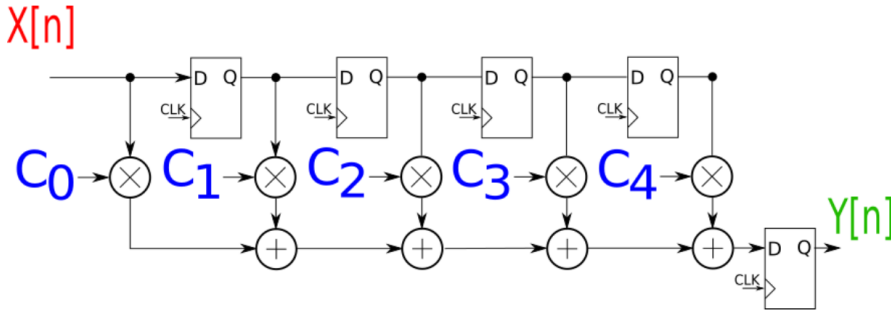 X[n]
D Q D Q D Q D Q
CLK CLK CLK CLK
C0 C1 C2 C3 C4
Y[n]
D Q
CLK